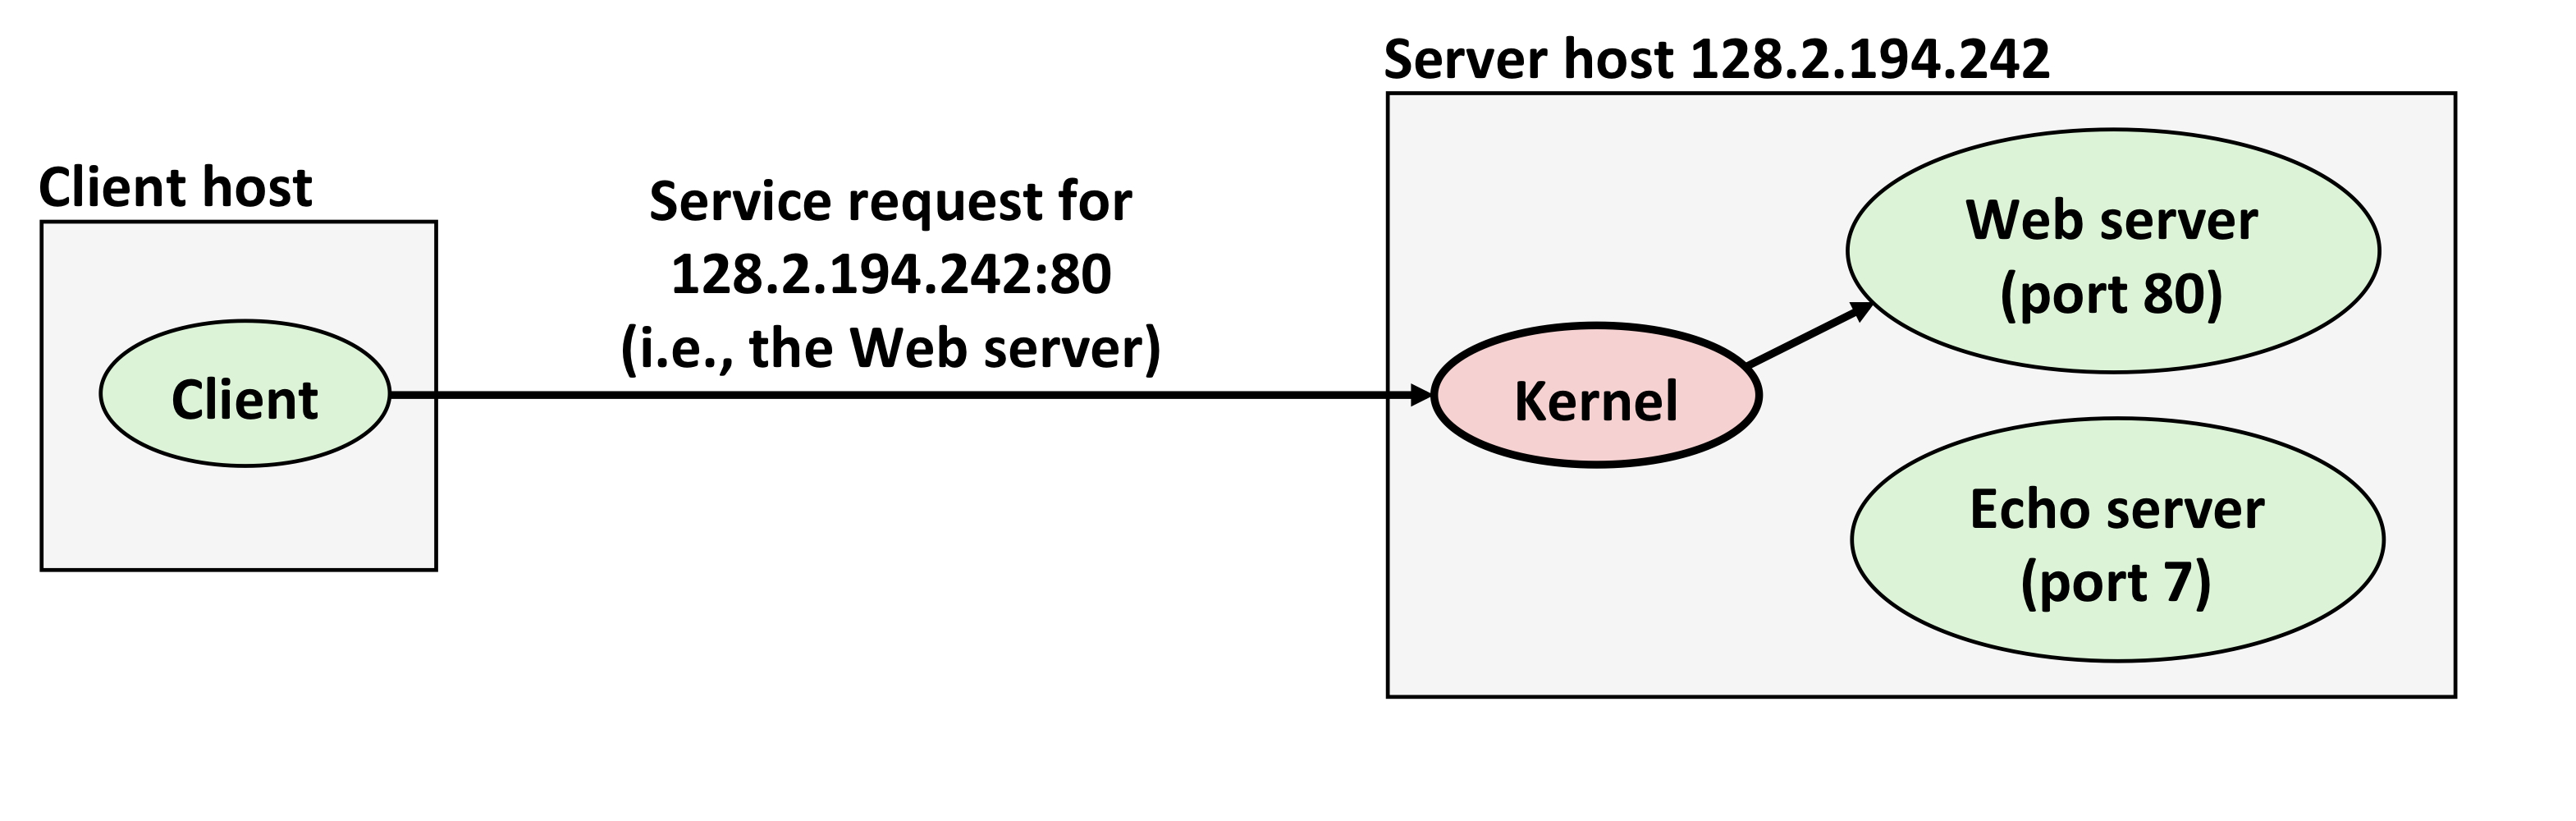 Server host 128.2.194.242
Client host
Service request for
128.2.194.242:80
(i.e., the Web server)
Client
Kernel
Web server
(port 80)
Echo server
(port 7)